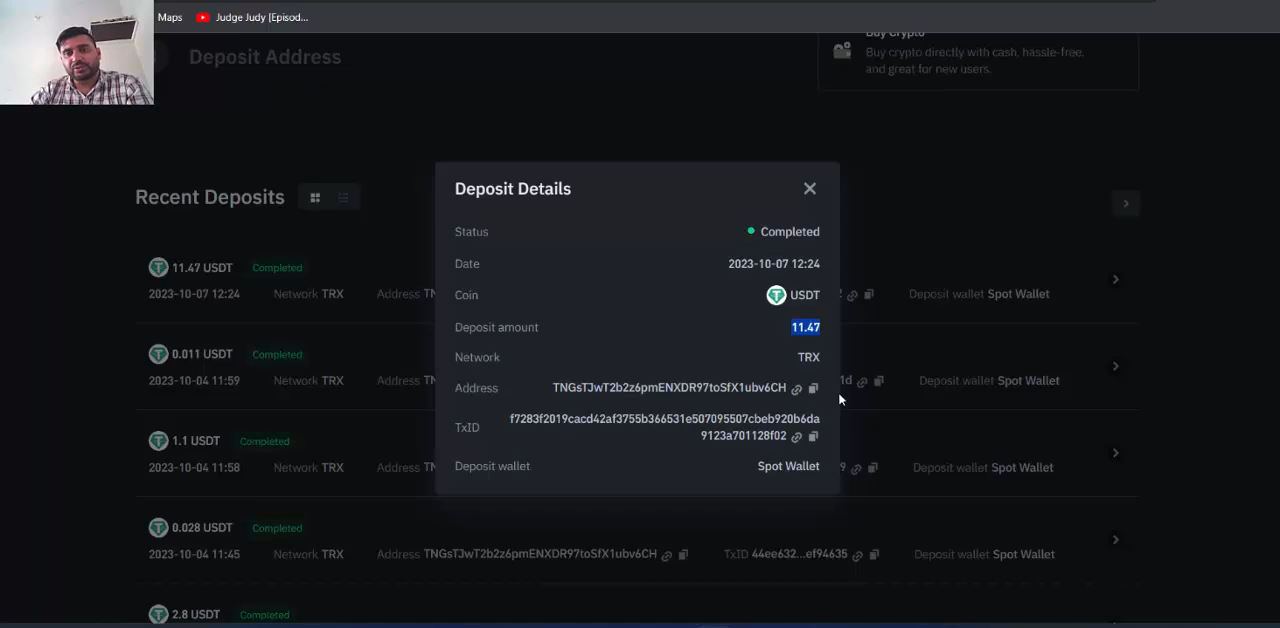 Maps Judge Judy |Episod...
Deposit Address
Buy Crypto
Buy crypto directly with cash, hassle-free,
and great for new users.
Recent Deposits
Deposit Details
Status Completed
Date 2023-10-07 12:24
Coin USDT
Deposit amount 11.47
Network TRX
Address TNGsTJwT2b2z6pmENXDR97toSfX1ubv6CH
TxID f7283f2019cacd42af3755b366531e507095507cbeb920b6da
9123a701128f02
Deposit wallet Spot Wallet
11.47 USDT Completed
2023-10-07 12:24 Network TRX Address Deposit wallet Spot Wallet
0.011 USDT Completed
2023-10-04 11:59 Network TRX Address 1d Deposit wallet Spot Wallet
1.1 USDT Completed
2023-10-04 11:58 Network TRX Address 9 Deposit wallet Spot Wallet
0.028 USDT Completed
2023-10-04 11:45 Network TRX Address TNGsTJwT2b2z6pmENXDR97toSfX1ubv6CH TxID 44ee632...ef94635 Deposit wallet Spot Wallet
2.8 USDT Completed